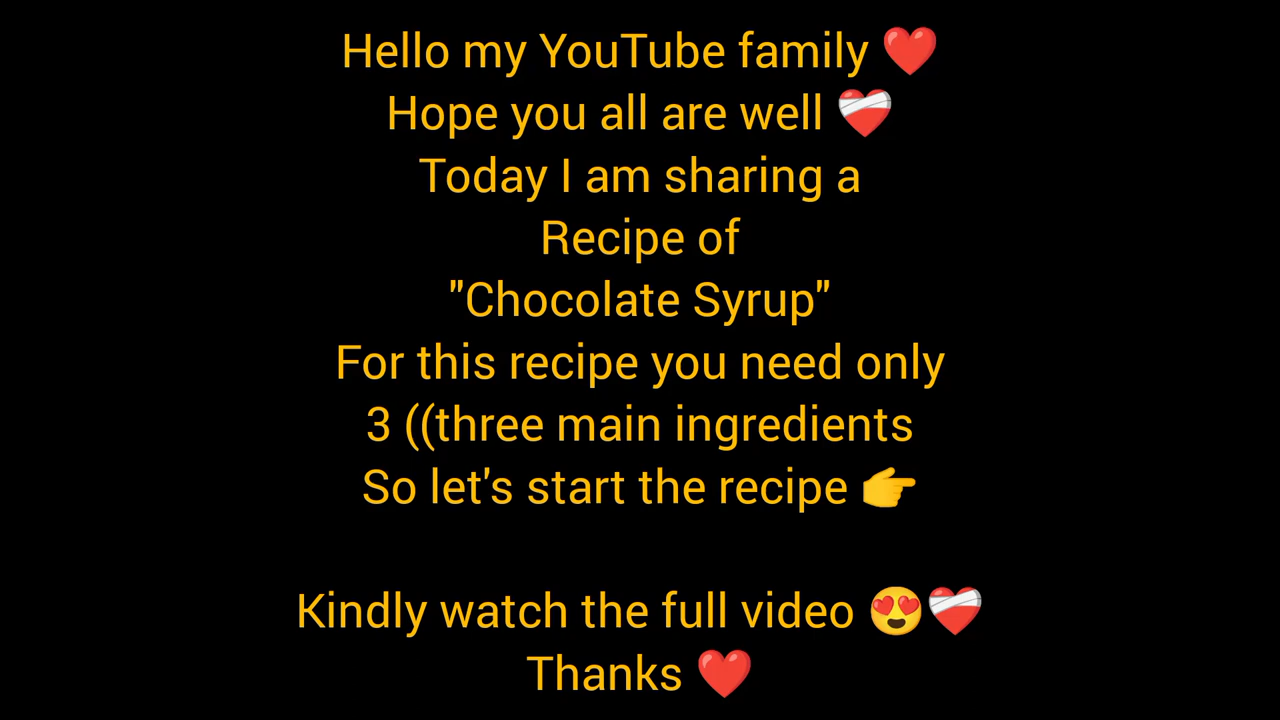 Hello my YouTube family ❤️
Hope you all are well ❤️‍🩹
Today I am sharing a
Recipe of
"Chocolate Syrup"
For this recipe you need only
3 ((three main ingredients
So let's start the recipe 👉
Kindly watch the full video 😍❤️‍🩹
Thanks ❤️